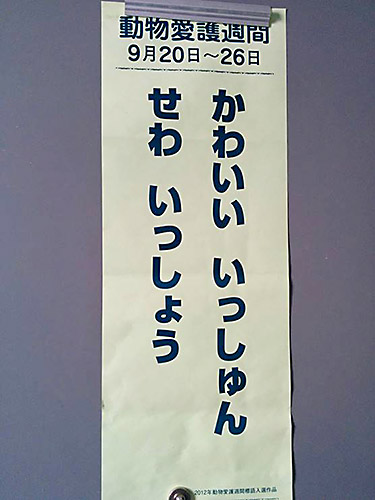 動物愛護週間
9月20日～26日
かわいい いっしゅん
せわ いっしょう
2012年動物愛護週間標語入選作品